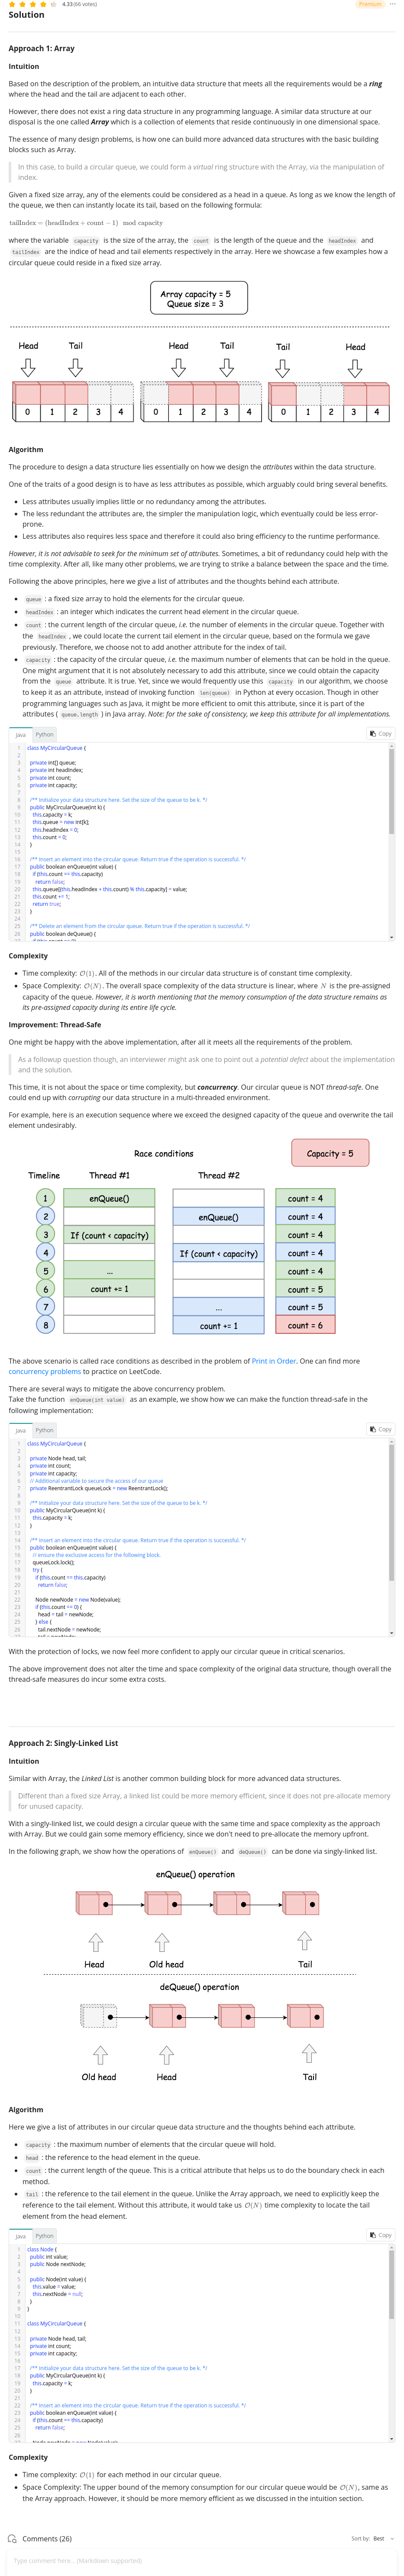 4.33 (66 votes)
Premium
Solution
Approach 1: Array
Intuition
Based on the description of the problem, an intuitive data structure that meets all the requirements would be a ring
where the head and the tail are adjacent to each other.
However, there does not exist a ring data structure in any programming language. A similar data structure at our
disposal is the one called Array which is a collection of elements that reside continuously in one dimensional space.
The essence of many design problems, is how one can build more advanced data structures with the basic building
blocks such as Array.
In this case, to build a circular queue, we could form a virtual ring structure with the Array, via the manipulation of
index.
Given a fixed size array, any of the elements could be considered as a head in a queue. As long as we know the length of
the queue, we then can instantly locate its tail, based on the following formula:
tailIndex = (headIndex + count − 1) mod capacity
where the variable capacity is the size of the array, the count is the length of the queue and the headIndex and
tailIndex are the indice of head and tail elements respectively in the array. Here we showcase a few examples how a
circular queue could reside in a fixed size array.
Array capacity = 5
Queue size = 3
Head Tail Head Tail Tail Head
0 1 2 3 4 0 1 2 3 4 0 1 2 3 4
Algorithm
The procedure to design a data structure lies essentially on how we design the attributes within the data structure.
One of the traits of a good design is to have as less attributes as possible, which arguably could bring several benefits.
Less attributes usually implies little or no redundancy among the attributes.
The less redundant the attributes are, the simpler the manipulation logic, which eventually could be less error-
prone.
Less attributes also requires less space and therefore it could also bring efficiency to the runtime performance.
However, it is not advisable to seek for the minimum set of attributes. Sometimes, a bit of redundancy could help with the
time complexity. After all, like many other problems, we are trying to strike a balance between the space and the time.
Following the above principles, here we give a list of attributes and the thoughts behind each attribute.
queue : a fixed size array to hold the elements for the circular queue.
headIndex : an integer which indicates the current head element in the circular queue.
count : the current length of the circular queue, i.e. the number of elements in the circular queue. Together with
the headIndex , we could locate the current tail element in the circular queue, based on the formula we gave
previously. Therefore, we choose not to add another attribute for the index of tail.
capacity : the capacity of the circular queue, i.e. the maximum number of elements that can be hold in the queue.
One might argument that it is not absolutely necessary to add this attribute, since we could obtain the capacity
from the queue attribute. It is true. Yet, since we would frequently use this capacity in our algorithm, we choose
to keep it as an attribute, instead of invoking function len(queue) in Python at every occasion. Though in other
programming languages such as Java, it might be more efficient to omit this attribute, since it is part of the
attributes ( queue.length ) in Java array. Note: for the sake of consistency, we keep this attribute for all implementations.
Java Python Copy
1 class MyCircularQueue {
2
3 private int[] queue;
4 private int headIndex;
5 private int count;
6 private int capacity;
7
8 /** Initialize your data structure here. Set the size of the queue to be k. */
9 public MyCircularQueue(int k) {
10 this.capacity = k;
11 this.queue = new int[k];
12 this.headIndex = 0;
13 this.count = 0;
14 }
15
16 /** Insert an element into the circular queue. Return true if the operation is successful. */
17 public boolean enQueue(int value) {
18 if (this.count == this.capacity)
19 return false;
20 this.queue[(this.headIndex + this.count) % this.capacity] = value;
21 this.count += 1;
22 return true;
23 }
24
25 /** Delete an element from the circular queue. Return true if the operation is successful. */
26 public boolean deQueue() {
Complexity
Time complexity: O(1). All of the methods in our circular data structure is of constant time complexity.
Space Complexity: O(N). The overall space complexity of the data structure is linear, where N is the pre-assigned
capacity of the queue. However, it is worth mentioning that the memory consumption of the data structure remains as
its pre-assigned capacity during its entire life cycle.
Improvement: Thread-Safe
One might be happy with the above implementation, after all it meets all the requirements of the problem.
As a followup question though, an interviewer might ask one to point out a potential defect about the implementation
and the solution.
This time, it is not about the space or time complexity, but concurrency. Our circular queue is NOT thread-safe. One
could end up with corrupting our data structure in a multi-threaded environment.
For example, here is an execution sequence where we exceed the designed capacity of the queue and overwrite the tail
element undesirably.
Race conditions
Capacity = 5
Timeline Thread #1 Thread #2
1 enQueue() count = 4
2 enQueue() count = 4
3 If (count < capacity) count = 4
4 If (count < capacity) count = 4
5 ... count = 4
6 count += 1 count = 5
7 ... count = 5
8 count += 1 count = 6
The above scenario is called race conditions as described in the problem of Print in Order. One can find more
concurrency problems to practice on LeetCode.
There are several ways to mitigate the above concurrency problem.
Take the function enQueue(int value) as an example, we show how we can make the function thread-safe in the
following implementation:
Java Python Copy
1 class MyCircularQueue {
2
3 private Node head, tail;
4 private int count;
5 private int capacity;
6 // Additional variable to secure the access of our queue
7 private ReentrantLock queueLock = new ReentrantLock();
8
9 /** Initialize your data structure here. Set the size of the queue to be k. */
10 public MyCircularQueue(int k) {
11 this.capacity = k;
12 }
13
14 /** Insert an element into the circular queue. Return true if the operation is successful. */
15 public boolean enQueue(int value) {
16 // ensure the exclusive access for the following block.
17 queueLock.lock();
18 try {
19 if (this.count == this.capacity)
20 return false;
21
22 Node newNode = new Node(value);
23 if (this.count == 0) {
24 head = tail = newNode;
25 } else {
26 tail.nextNode = newNode;
With the protection of locks, we now feel more confident to apply our circular queue in critical scenarios.
The above improvement does not alter the time and space complexity of the original data structure, though overall the
thread-safe measures do incur some extra costs.
Approach 2: Singly-Linked List
Intuition
Similar with Array, the Linked List is another common building block for more advanced data structures.
Different than a fixed size Array, a linked list could be more memory efficient, since it does not pre-allocate memory
for unused capacity.
With a singly-linked list, we could design a circular queue with the same time and space complexity as the approach
with Array. But we could gain some memory efficiency, since we don't need to pre-allocate the memory upfront.
In the following graph, we show how the operations of enQueue() and deQueue() can be done via singly-linked list.
enQueue() operation
Head Old head Tail
deQueue() operation
Old head Head Tail
Algorithm
Here we give a list of attributes in our circular queue data structure and the thoughts behind each attribute.
capacity : the maximum number of elements that the circular queue will hold.
head : the reference to the head element in the queue.
count : the current length of the queue. This is a critical attribute that helps us to do the boundary check in each
method.
tail : the reference to the tail element in the queue. Unlike the Array approach, we need to explicitly keep the
reference to the tail element. Without this attribute, it would take us O(N) time complexity to locate the tail
element from the head element.
Java Python Copy
1 class Node {
2 public int value;
3 public Node nextNode;
4
5 public Node(int value) {
6 this.value = value;
7 this.nextNode = null;
8 }
9 }
10
11 class MyCircularQueue {
12
13 private Node head, tail;
14 private int count;
15 private int capacity;
16
17 /** Initialize your data structure here. Set the size of the queue to be k. */
18 public MyCircularQueue(int k) {
19 this.capacity = k;
20 }
21
22 /** Insert an element into the circular queue. Return true if the operation is successful. */
23 public boolean enQueue(int value) {
24 if (this.count == this.capacity)
25 return false;
26
Complexity
Time complexity: O(1) for each method in our circular queue.
Space Complexity: The upper bound of the memory consumption for our circular queue would be O(N), same as
the Array approach. However, it should be more memory efficient as we discussed in the intuition section.
Comments (26)
Sort by: Best
Type comment here... (Markdown supported)